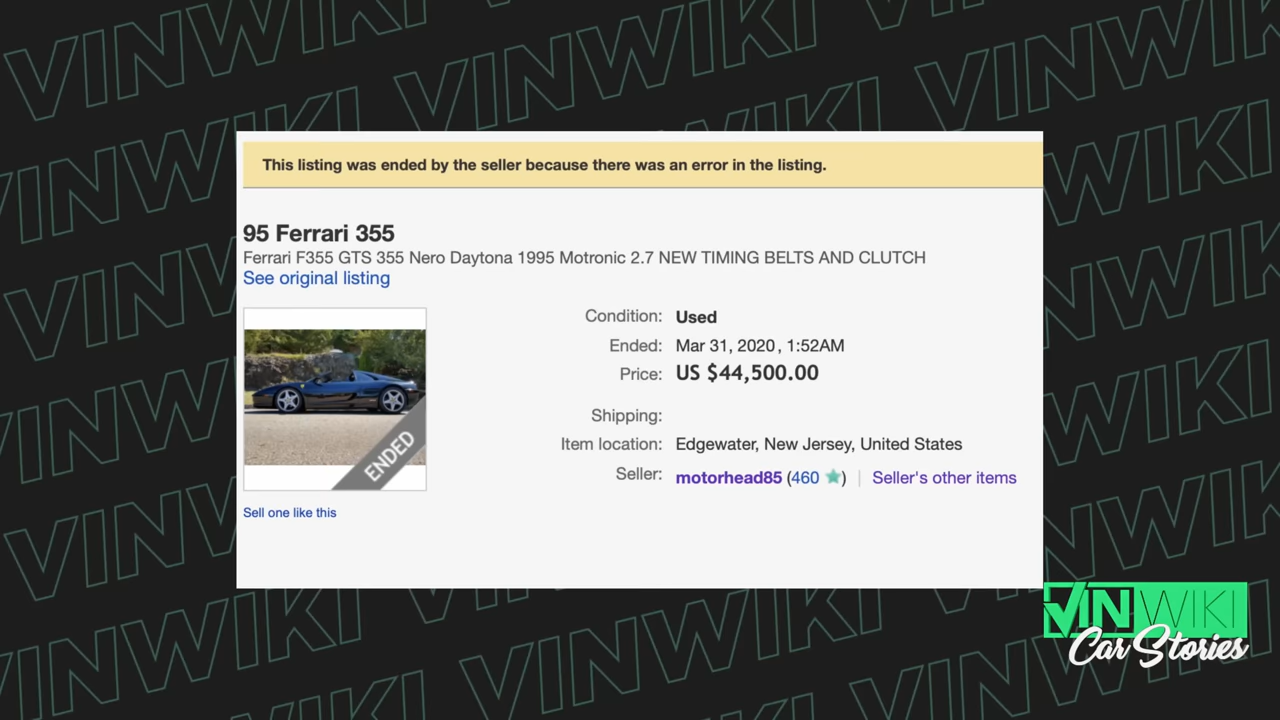 This listing was ended by the seller because there was an error in the listing.
95 Ferrari 355
Ferrari F355 GTS 355 Nero Daytona 1995 Motronic 2.7 NEW TIMING BELTS AND CLUTCH
See original listing
ENDED
Sell one like this
Condition: Used
Ended: Mar 31, 2020, 1:52AM
Price: US $44,500.00
Shipping:
Item location: Edgewater, New Jersey, United States
Seller: motorhead85 (460 ★) | Seller's other items
VINWIKI
Car Stories